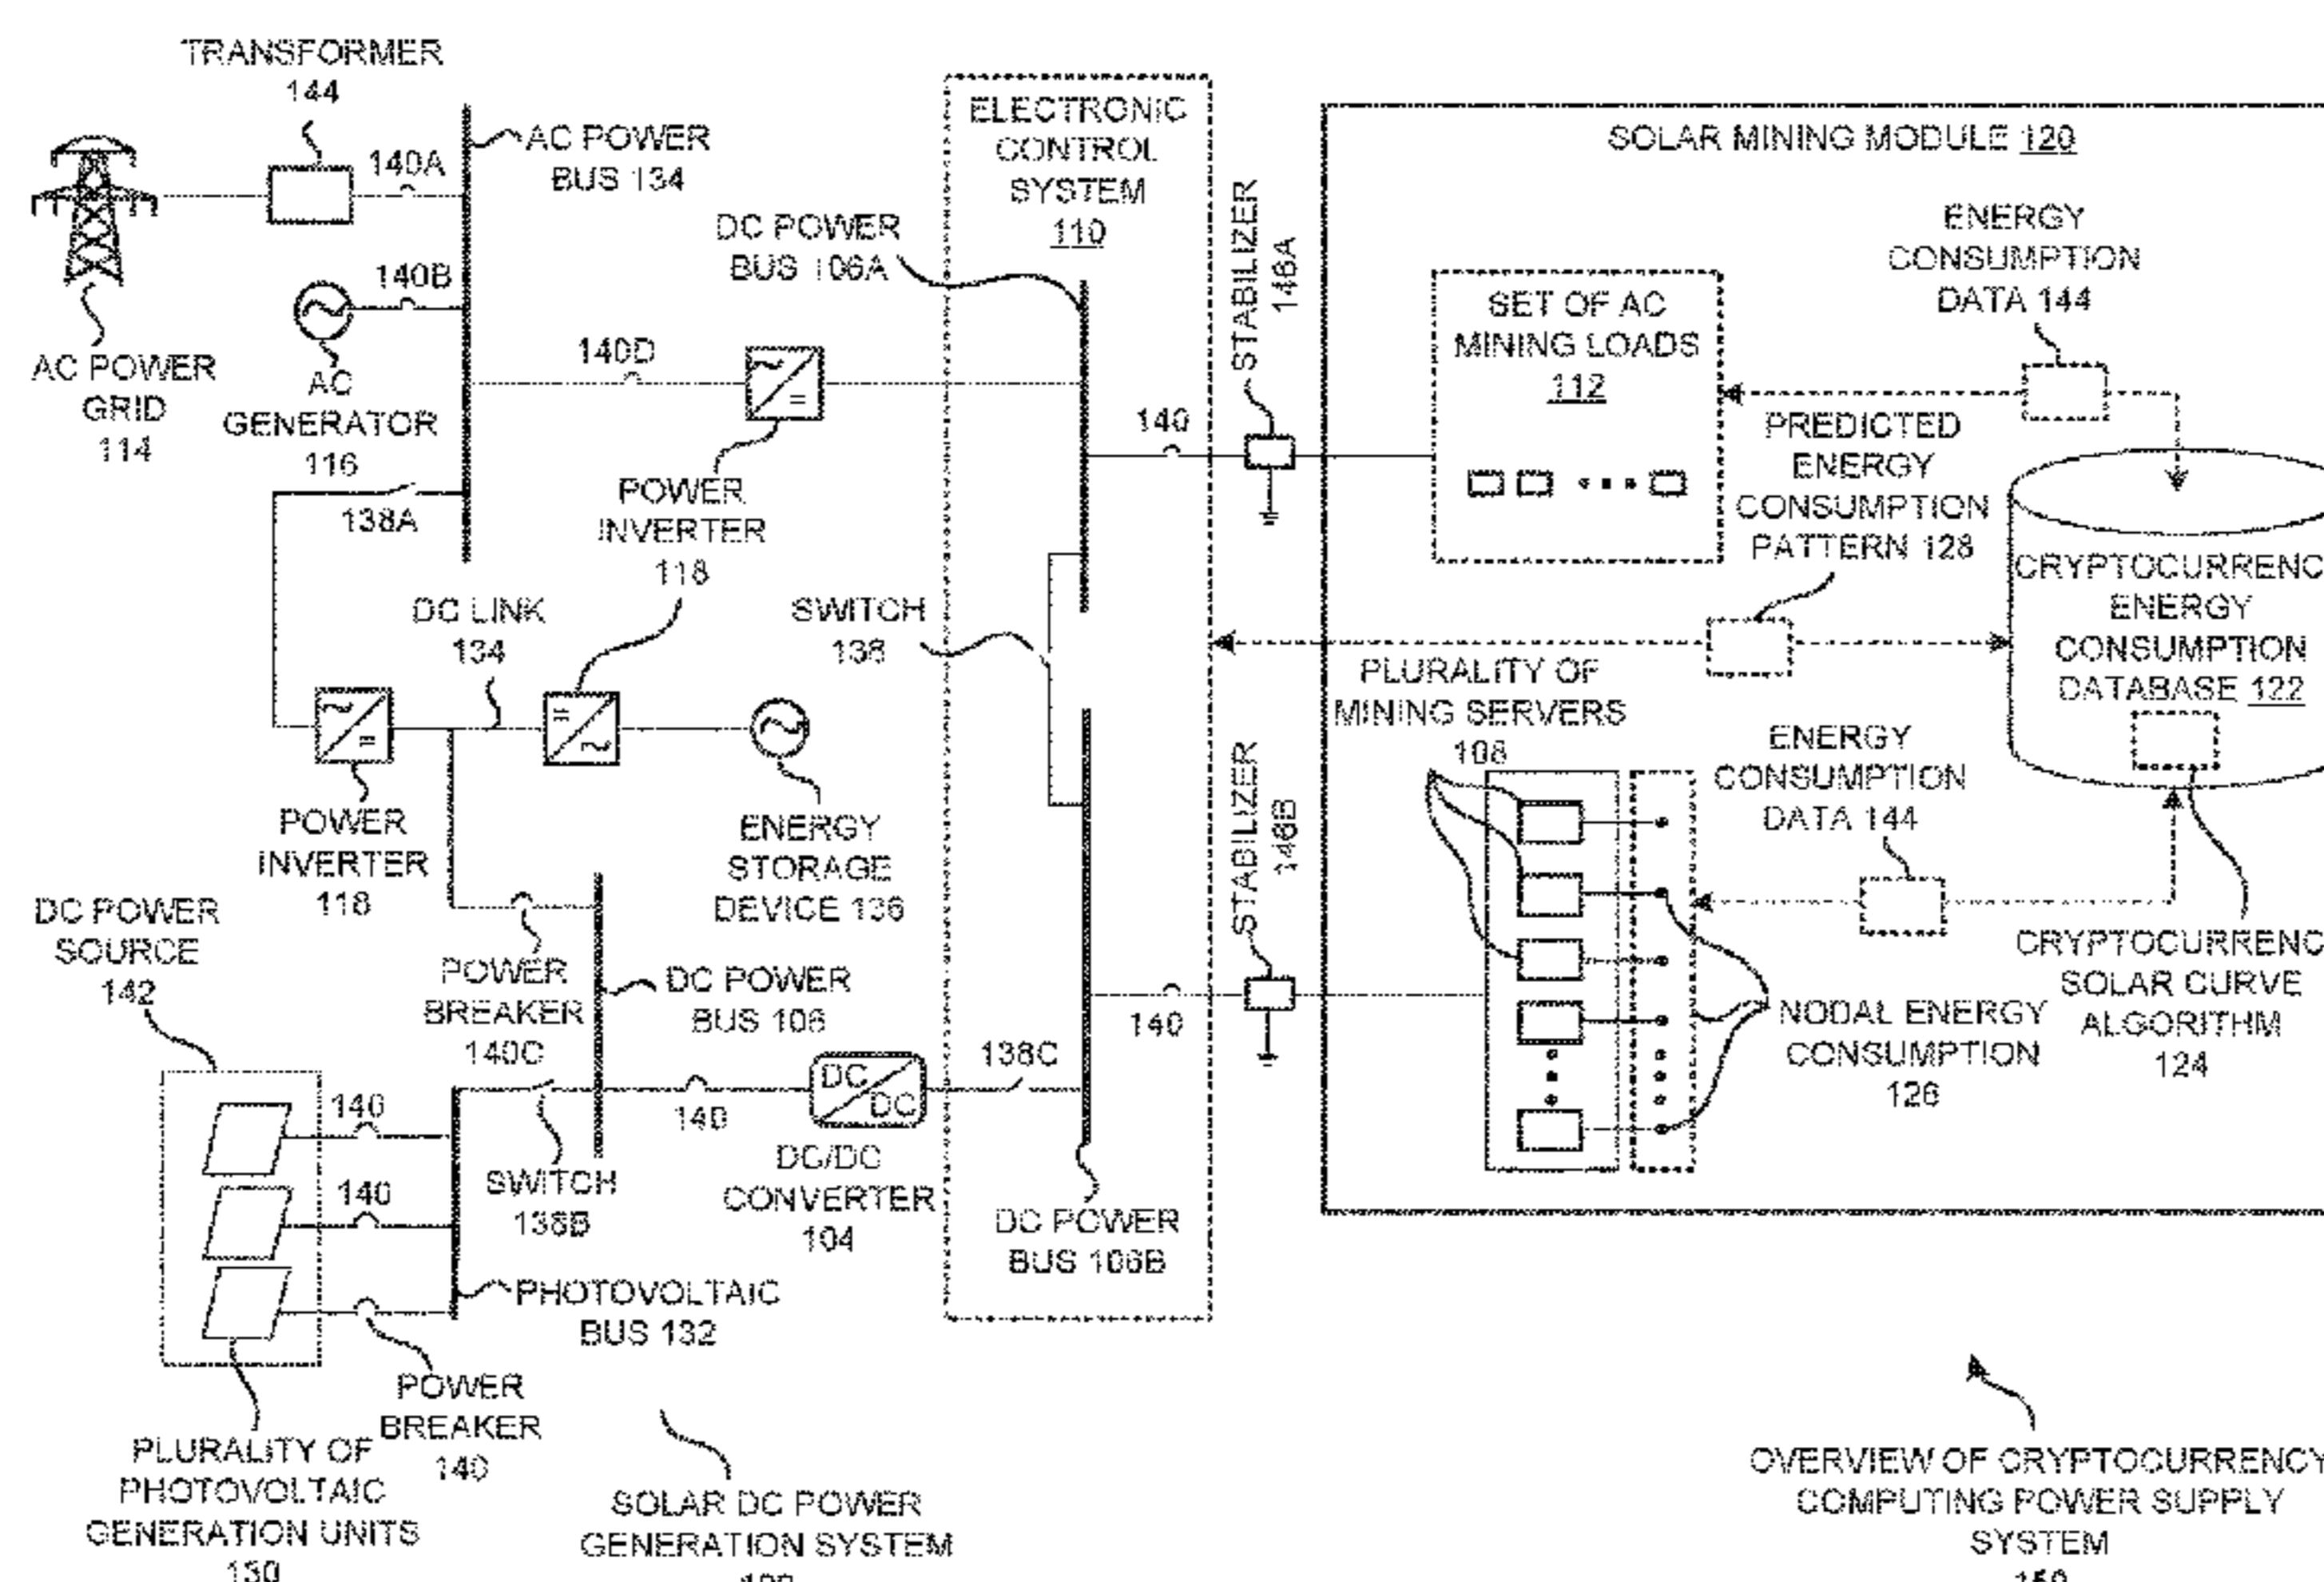 TRANSFORMER
144
140A
AC POWER
BUS 134
AC POWER
GRID
114
140B
AC
GENERATOR
116
138A
140D
POWER
INVERTER
118
DC POWER
BUS 106A
ELECTRONIC
CONTROL
SYSTEM
110
DC LINK
134
SWITCH
138
POWER
INVERTER
118
ENERGY
STORAGE
DEVICE 136
POWER
BREAKER
140C
DC POWER
BUS 106
DC POWER
SOURCE
142
140
140
SWITCH
138B
140
DC
DC
DC/DC
CONVERTER
104
138C
DC POWER
BUS 106B
PHOTOVOLTAIC
BUS 132
POWER
BREAKER
140
PLURALITY OF
PHOTOVOLTAIC
GENERATION UNITS
SOLAR DC POWER
GENERATION SYSTEM
140
STABILIZER
146A
140
STABILIZER
146B
SOLAR MINING MODULE 120
SET OF AC
MINING LOADS
112
ENERGY
CONSUMPTION
DATA 144
PREDICTED
ENERGY
CONSUMPTION
PATTERN 128
CRYPTOCURRENC
ENERGY
CONSUMPTION
DATABASE 122
PLURALITY OF
MINING SERVERS
108
ENERGY
CONSUMPTION
DATA 144
CRYPTOCURRENC
SOLAR CURVE
ALGORITHM
124
NODAL ENERGY
CONSUMPTION
126
OVERVIEW OF CRYPTOCURRENCY
COMPUTING POWER SUPPLY
SYSTEM